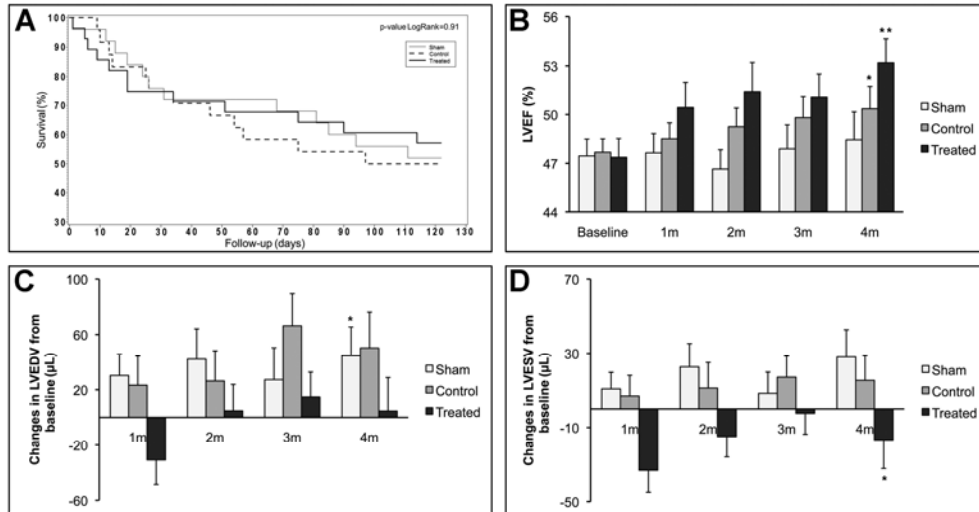 A
p-value LogRank=0.91
Sham
Control
Treated
Survival (%)
100
90
80
70
60
50
40
30
0 10 20 30 40 50 60 70 80 90 100 110 120 130
Follow-up (days)
B
LVEF (%)
56
53
50
47
44
**
*
Sham
Control
Treated
Baseline 1m 2m 3m 4m
C
Changes in LVEDV from
baseline (µL)
100
60
20
-20
-60
*
Sham
Control
Treated
1m 2m 3m 4m
D
Changes in LVESV from
baseline (µL)
70
30
-10
-50
Sham
Control
Treated
1m 2m 3m 4m
*